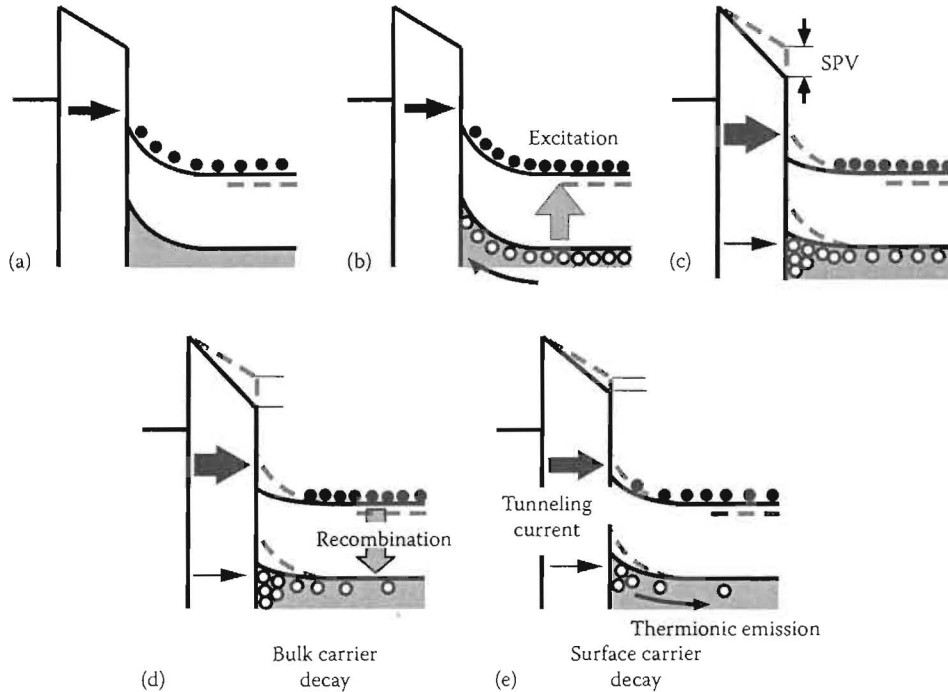 (a)
(b)
Excitation
(c)
SPV
(d)
Recombination
Bulk carrier
decay
(e)
Tunneling
current
Thermionic emission
Surface carrier
decay